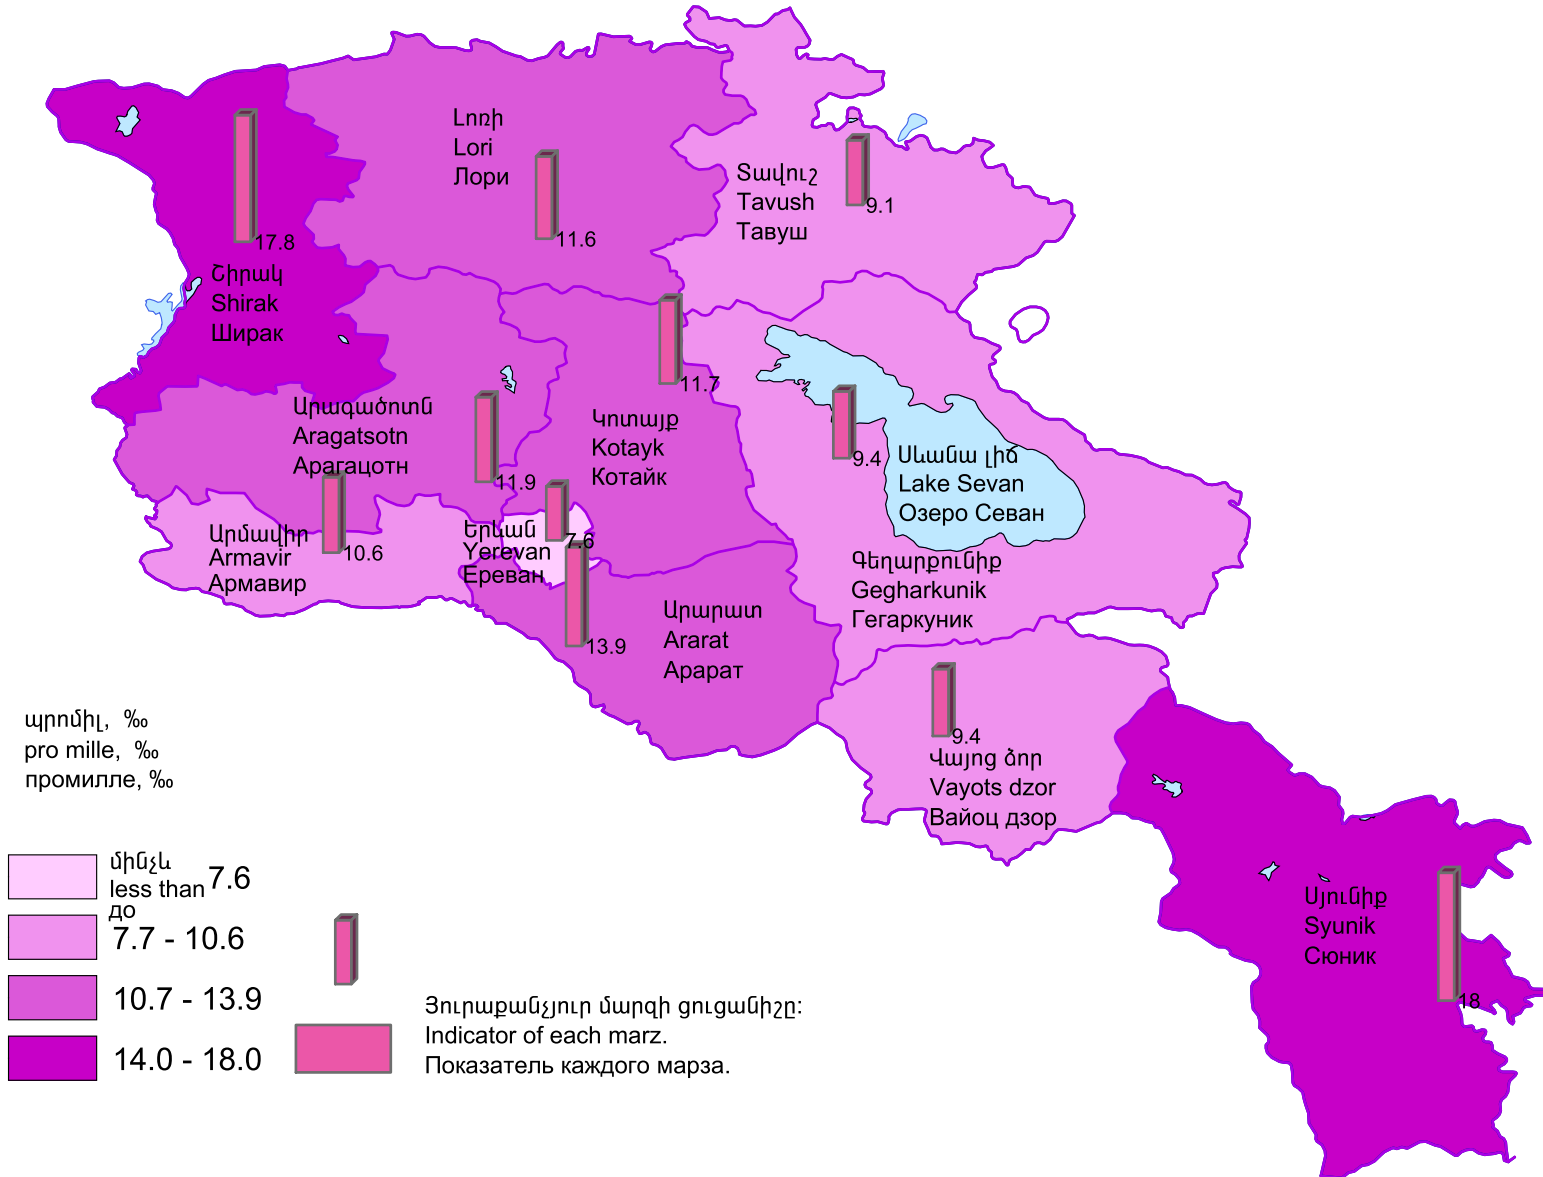 Լոռի
Lori
Лори
11.6
Տավուշ
Tavush
Тавуш
9.1
17.8
Շիրակ
Shirak
Ширак
11.7
Արագածոտն
Aragatsotn
Арагацотн
11.9
Կոտայք
Kotayk
Котайк
9.4
Սևանա լիճ
Lake Sevan
Озеро Севан
Արմավիր
Armavir
Армавир
10.6
Երևան
Yerevan
Ереван
7.6
Գեղարքունիք
Gegharkunik
Гегаркуник
13.9
Արարատ
Ararat
Арарат
9.4
Վայոց ձոր
Vayots dzor
Вайоц дзор
Սյունիք
Syunik
Сюник
18
պրոմիլ, ‰
pro mille, ‰
промилле, ‰
մինչև
less than 7.6
до
7.7 - 10.6
10.7 - 13.9
14.0 - 18.0
Յուրաքանչյուր մարզի ցուցանիշը:
Indicator of each marz.
Показатель каждого марза.